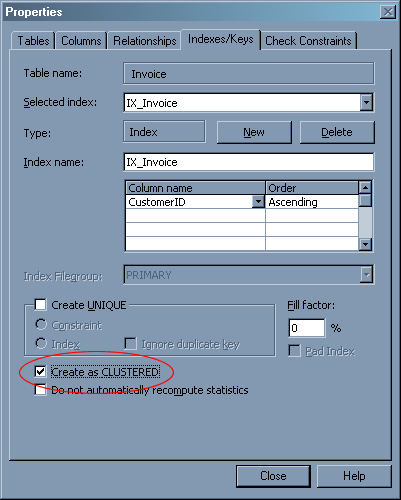 Properties
Tables Columns Relationships Indexes/Keys Check Constraints
Table name: Invoice
Selected index: IX_Invoice
Type: Index New Delete
Index name: IX_Invoice
Column name Order
CustomerID Ascending
Index Filegroup: PRIMARY
Create UNIQUE Fill factor:
Constraint 0 %
Index Ignore duplicate key Pad Index
Create as CLUSTERED
Do not automatically recompute statistics
Close Help